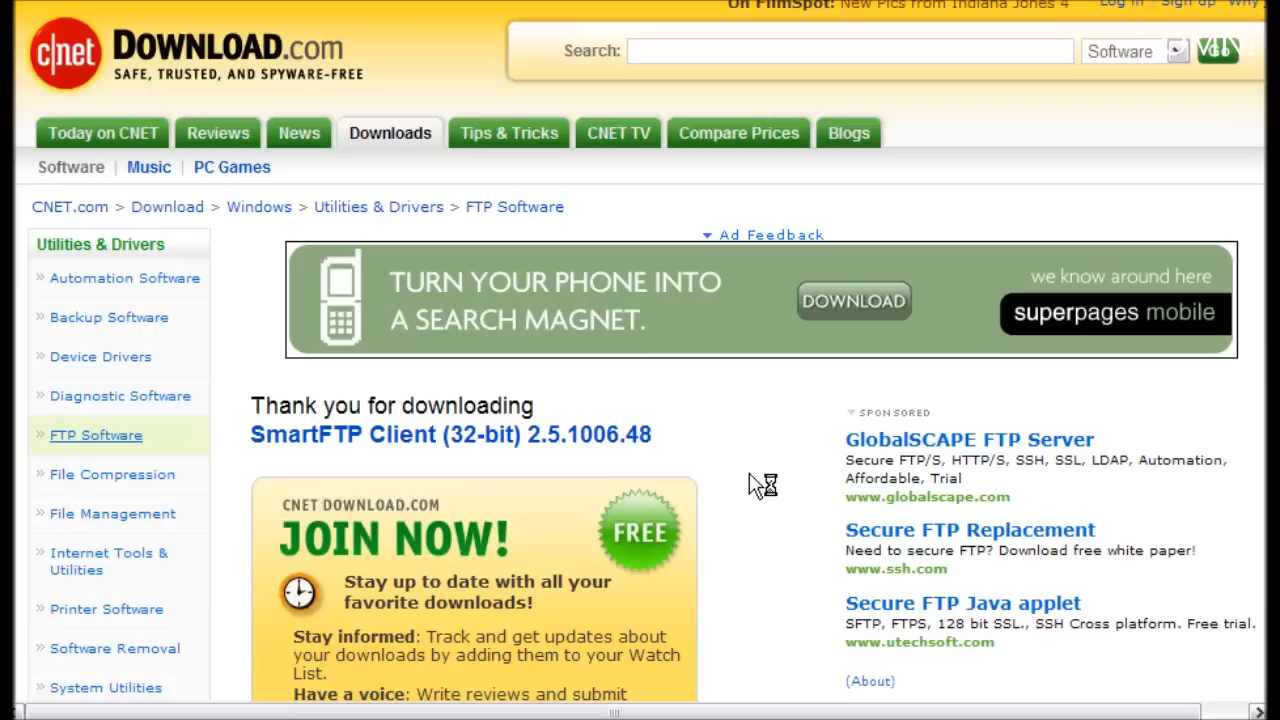 On FilmSpot: New Pics from Indiana Jones 4
Log in | Sign up Why
c|net DOWNLOAD.com
SAFE, TRUSTED, AND SPYWARE-FREE
Search: Software Go
Today on CNET Reviews News Downloads Tips & Tricks CNET TV Compare Prices Blogs
Software | Music | PC Games
CNET.com > Download > Windows > Utilities & Drivers > FTP Software
Utilities & Drivers
» Automation Software
» Backup Software
» Device Drivers
» Diagnostic Software
» FTP Software
» File Compression
» File Management
» Internet Tools &
Utilities
» Printer Software
» Software Removal
» System Utilities
Ad Feedback
TURN YOUR PHONE INTO
A SEARCH MAGNET.
DOWNLOAD
we know around here
superpages mobile
Thank you for downloading
SmartFTP Client (32-bit) 2.5.1006.48
CNET DOWNLOAD.COM
JOIN NOW!
FREE
Stay up to date with all your
favorite downloads!
Stay informed: Track and get updates about
your downloads by adding them to your Watch
List.
Have a voice: Write reviews and submit
SPONSORED
GlobalSCAPE FTP Server
Secure FTP/S, HTTP/S, SSH, SSL, LDAP, Automation,
Affordable, Trial
www.globalscape.com
Secure FTP Replacement
Need to secure FTP? Download free white paper!
www.ssh.com
Secure FTP Java applet
SFTP, FTPS, 128 bit SSL., SSH Cross platform. Free trial.
www.utechsoft.com
(About)